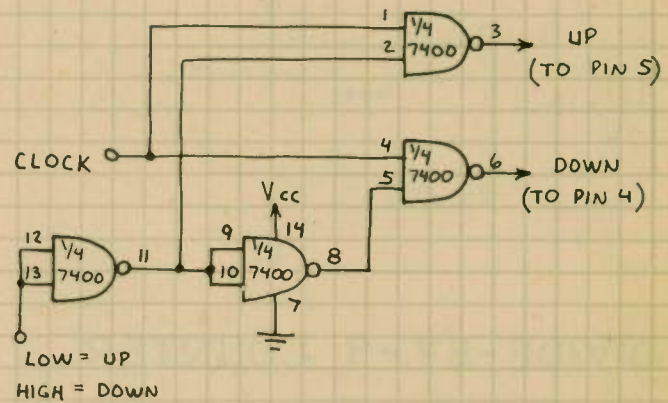 1
1/4
7400
2
3
UP
(TO PIN 5)
CLOCK
4
1/4
7400
5
6
DOWN
(TO PIN 4)
Vcc
12
1/4
7400
13
11
9
1/4
7400
10
14
8
7
LOW = UP
HIGH = DOWN